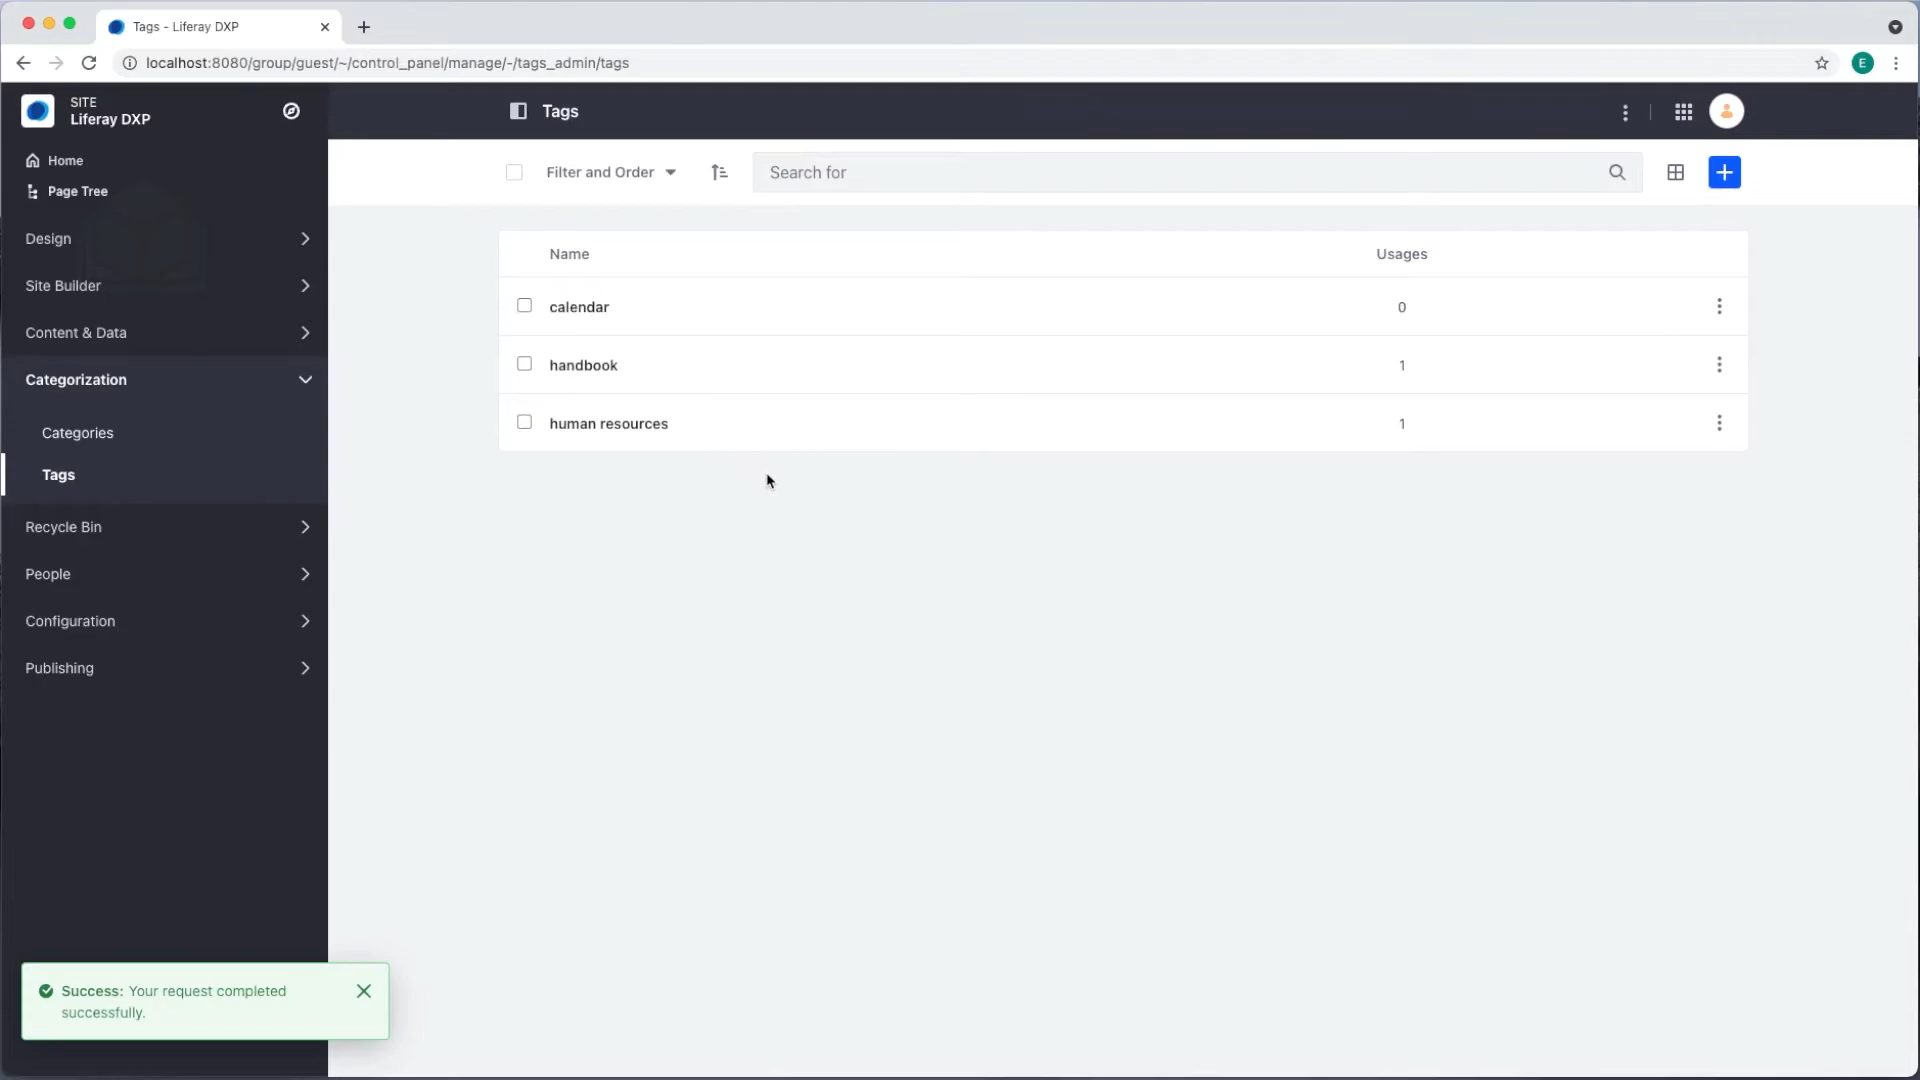 Tags - Liferay DXP
localhost:8080/group/guest/~/control_panel/manage/-/tags_admin/tags
E
SITE
Liferay DXP
Tags
Home
Page Tree
Filter and Order
Search for
Design
Site Builder
Content & Data
Categorization
Categories
Tags
Recycle Bin
People
Configuration
Publishing
Name Usages
calendar 0
handbook 1
human resources 1
Success: Your request completed
successfully.